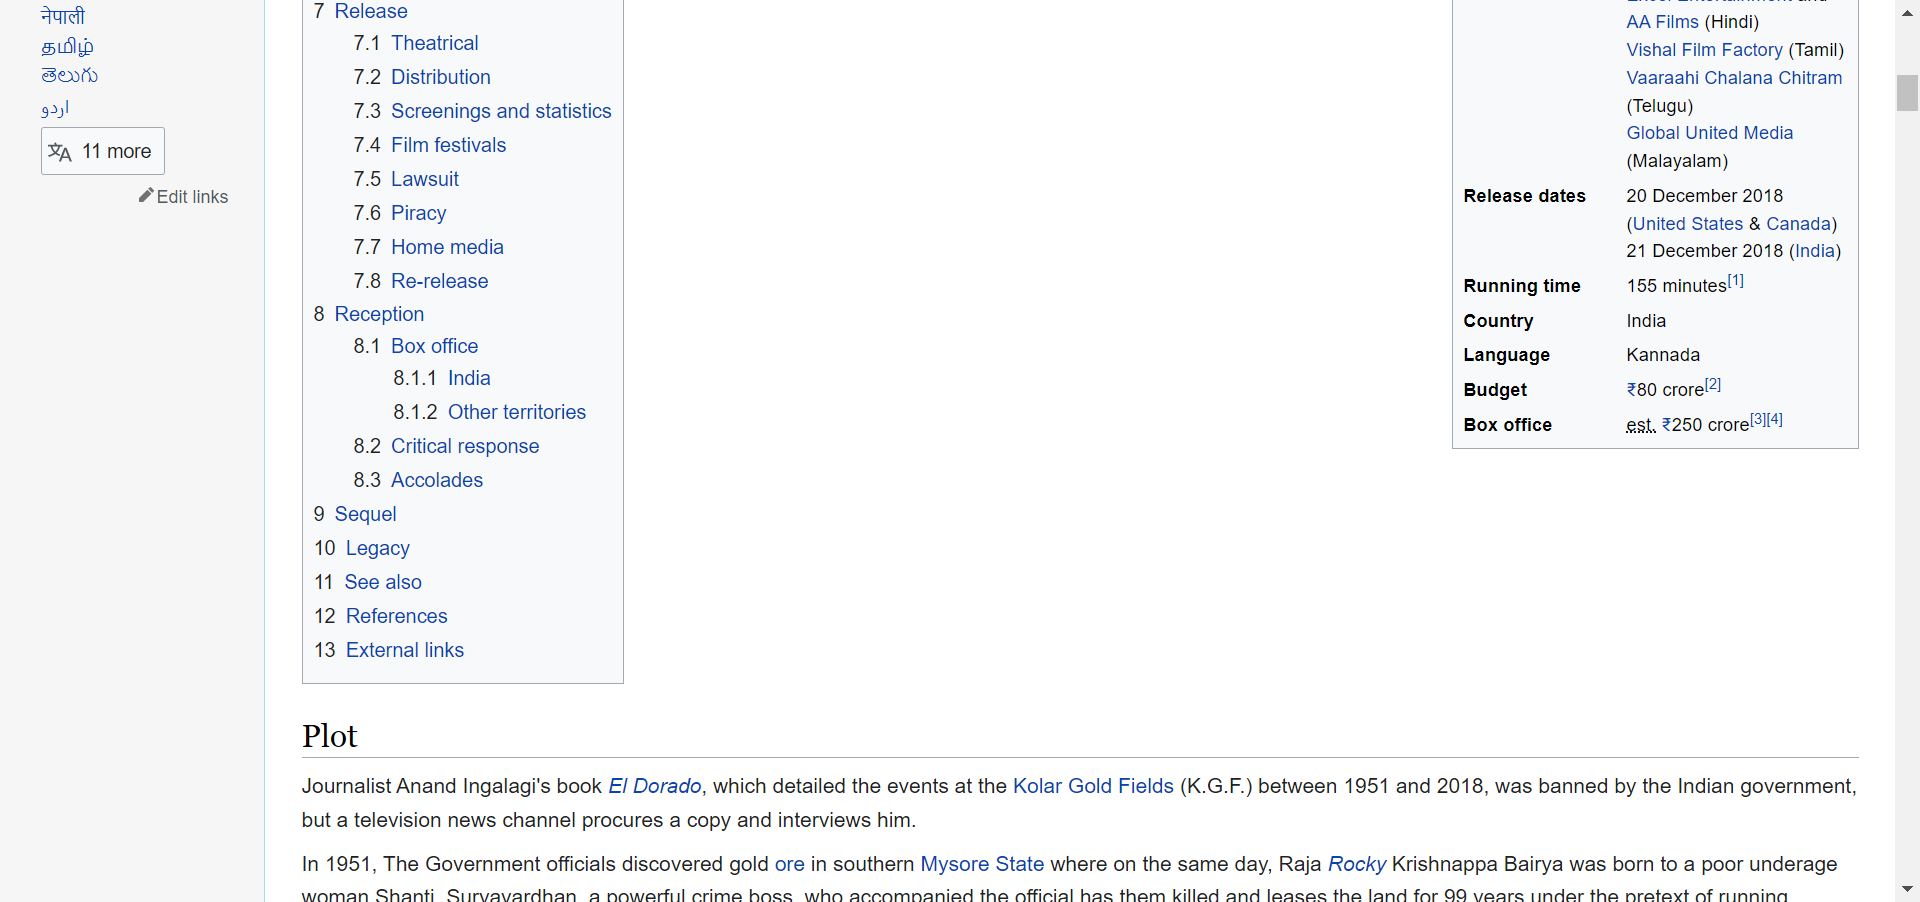 नेपाली
தமிழ்
తెలుగు
اردو
11 more
Edit links
7 Release
7.1 Theatrical
7.2 Distribution
7.3 Screenings and statistics
7.4 Film festivals
7.5 Lawsuit
7.6 Piracy
7.7 Home media
7.8 Re-release
8 Reception
8.1 Box office
8.1.1 India
8.1.2 Other territories
8.2 Critical response
8.3 Accolades
9 Sequel
10 Legacy
11 See also
12 References
13 External links
AA Films (Hindi)
Vishal Film Factory (Tamil)
Vaaraahi Chalana Chitram
(Telugu)
Global United Media
(Malayalam)
Release dates 20 December 2018
(United States & Canada)
21 December 2018 (India)
Running time 155 minutes[1]
Country India
Language Kannada
Budget ₹80 crore[2]
Box office est. ₹250 crore[3][4]
Plot
Journalist Anand Ingalagi's book El Dorado, which detailed the events at the Kolar Gold Fields (K.G.F.) between 1951 and 2018, was banned by the Indian government,
but a television news channel procures a copy and interviews him.
In 1951, The Government officials discovered gold ore in southern Mysore State where on the same day, Raja Rocky Krishnappa Bairya was born to a poor underage
woman Shanti. Suryavardhan, a powerful crime boss, who accompanied the official has them killed and leases the land for 99 years under the pretext of running